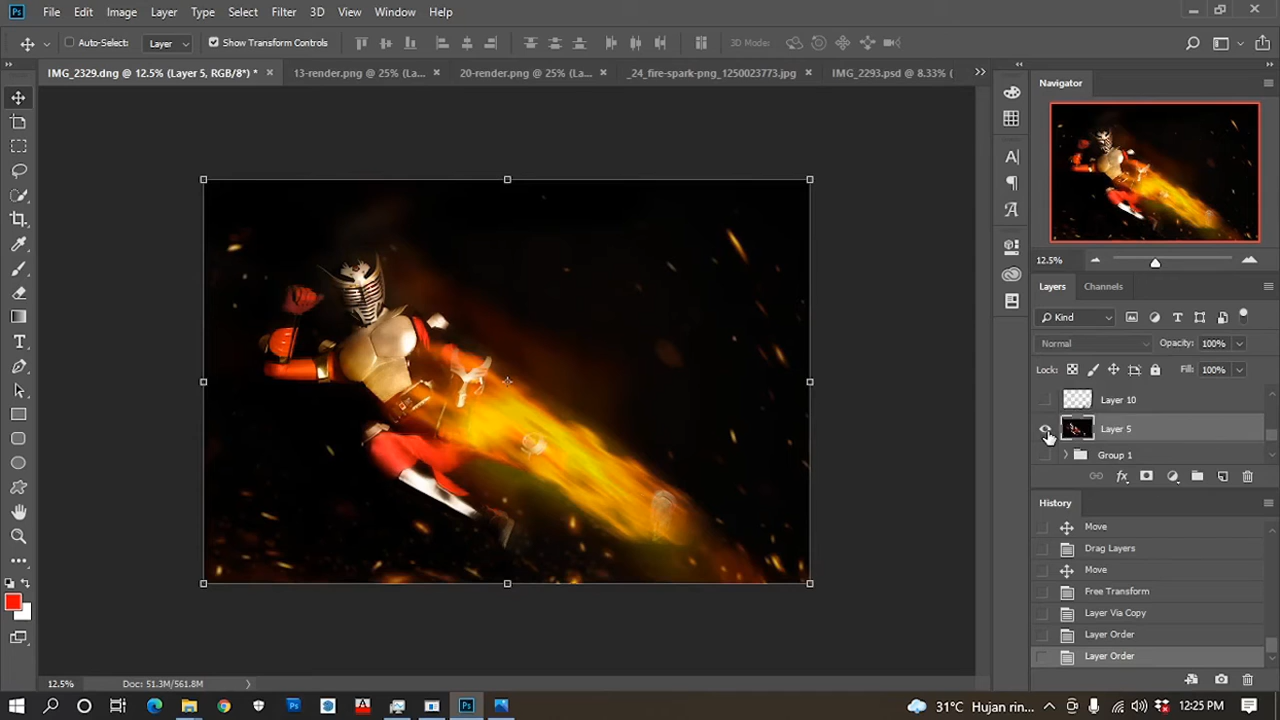 Ps File Edit Image Layer Type Select Filter 3D View Window Help
Auto-Select: Layer Show Transform Controls 3D Mode:
IMG_2329.dng @ 12.5% (Layer 5, RGB/8*) * 13-render.png @ 25% (La... 20-render.png @ 25% (La... _24_fire-spark-png_1250023773.jpg IMG_2293.psd @ 8.33% (
Navigator
12.5%
Layers Channels
Kind
Normal Opacity: 100%
Lock: Fill: 100%
Layer 10
Layer 5
Group 1
History
Move
Drag Layers
Move
Free Transform
Layer Via Copy
Layer Order
Layer Order
12.5% Doc: 51.3M/561.8M
Ps 31°C Hujan rin... 12:25 PM